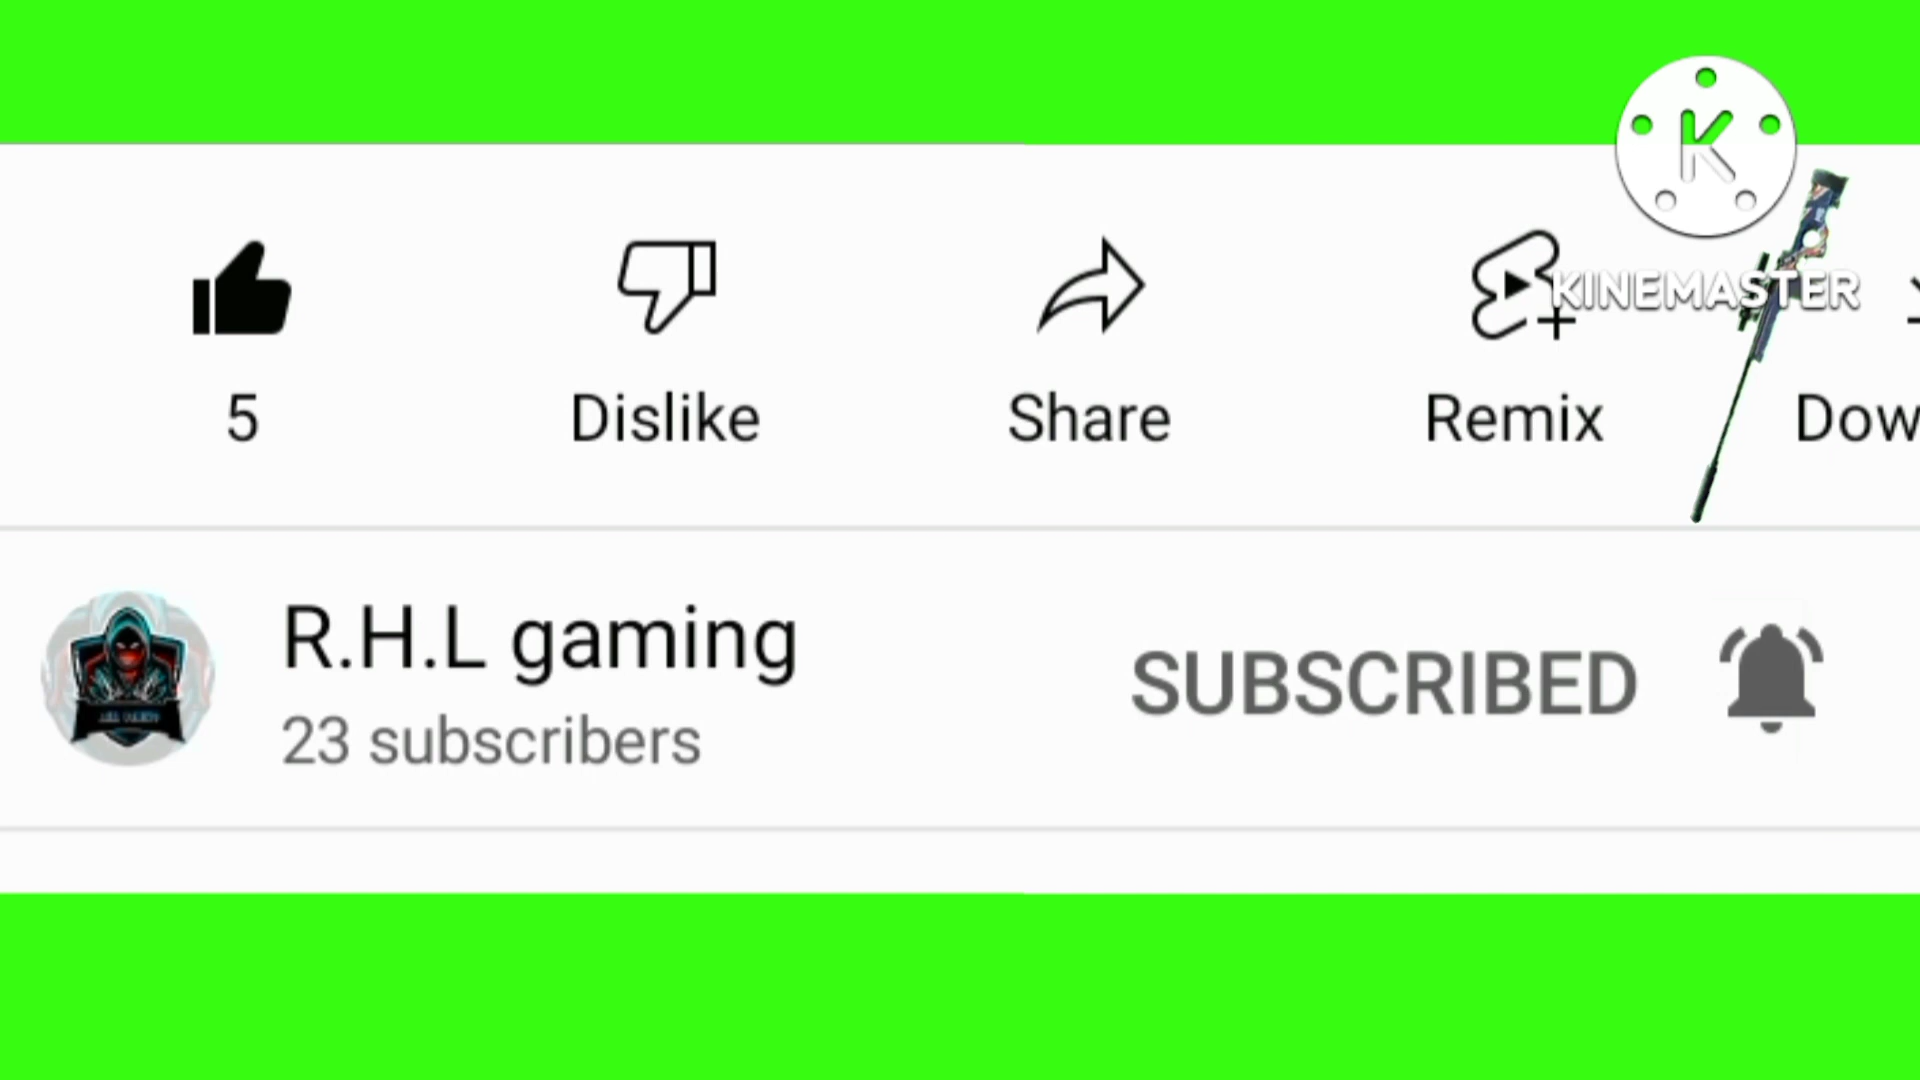 K
KINEMASTER
5
Dislike
Share
Remix
Dow
R.H.L gaming
23 subscribers
SUBSCRIBED